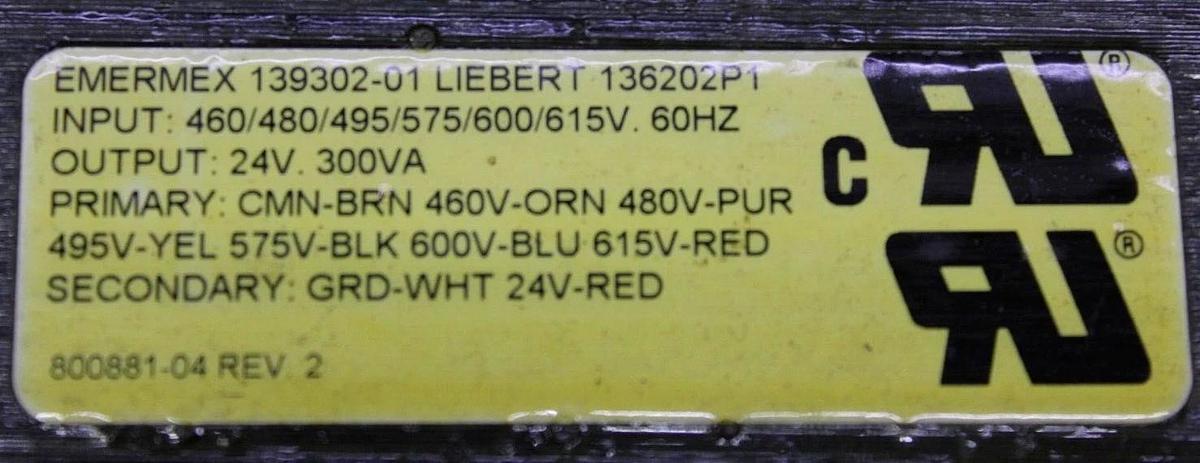 EMERMEX 139302-01 LIEBERT 136202P1
INPUT: 460/480/495/575/600/615V. 60HZ
OUTPUT: 24V. 300VA
PRIMARY: CMN-BRN 460V-ORN 480V-PUR
495V-YEL 575V-BLK 600V-BLU 615V-RED
SECONDARY: GRD-WHT 24V-RED
800881-04 REV. 2
C RU ®
RU ®